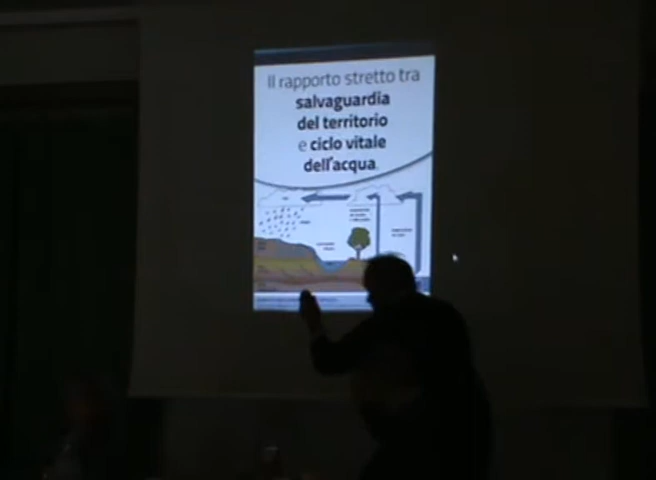 Il rapporto stretto tra
salvaguardia
del territorio
e ciclo vitale
dell'acqua.